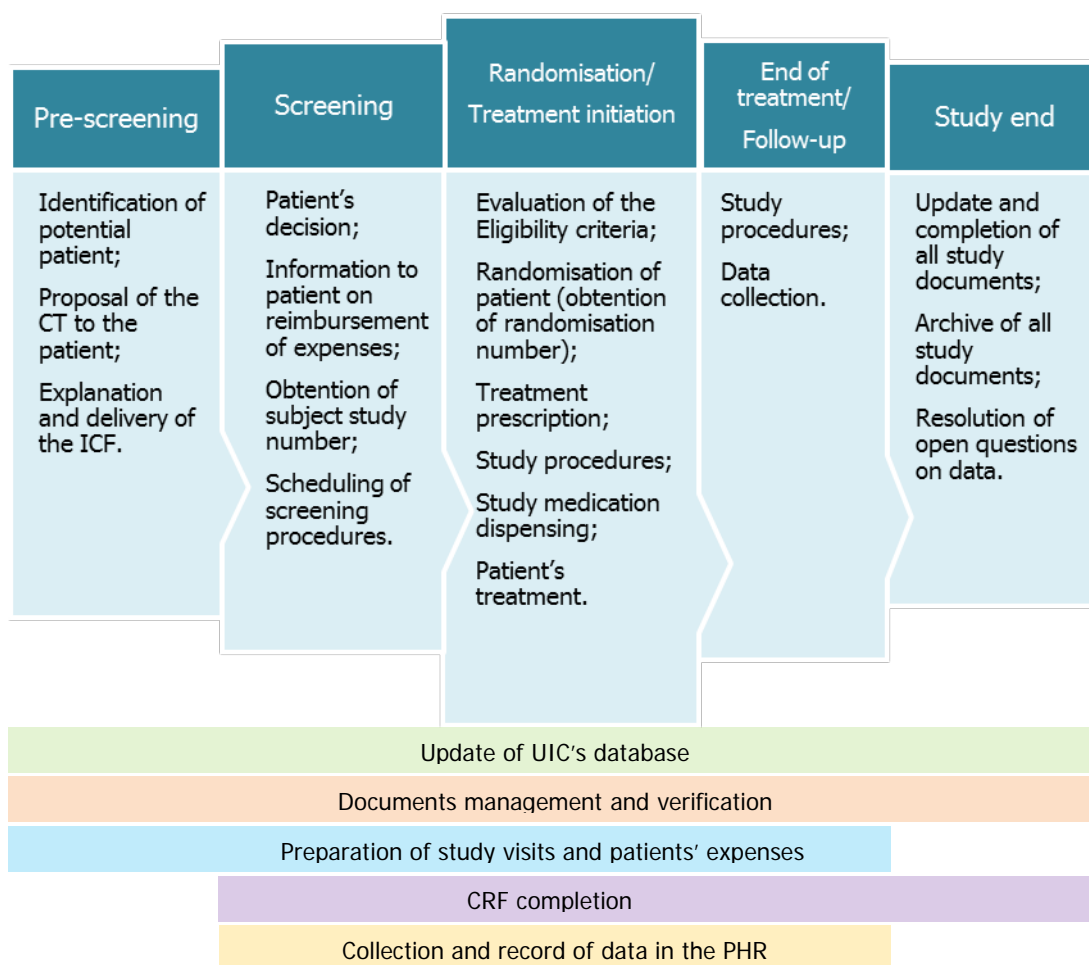 Pre-screening
Identification of
potential
patient;
Proposal of the
CT to the
patient;
Explanation
and delivery of
the ICF.
Screening
Patient's
decision;
Information to
patient on
reimbursement
of expenses;
Obtention of
subject study
number;
Scheduling of
screening
procedures.
Randomisation/
Treatment initiation
Evaluation of the
Eligibility criteria;
Randomisation of
patient (obtention
of randomisation
number);
Treatment
prescription;
Study procedures;
Study medication
dispensing;
Patient's
treatment.
End of
treatment/
Follow-up
Study
procedures;
Data
collection.
Study end
Update and
completion of
all study
documents;
Archive of all
study
documents;
Resolution of
open questions
on data.
Update of UIC's database
Documents management and verification
Preparation of study visits and patients' expenses
CRF completion
Collection and record of data in the PHR